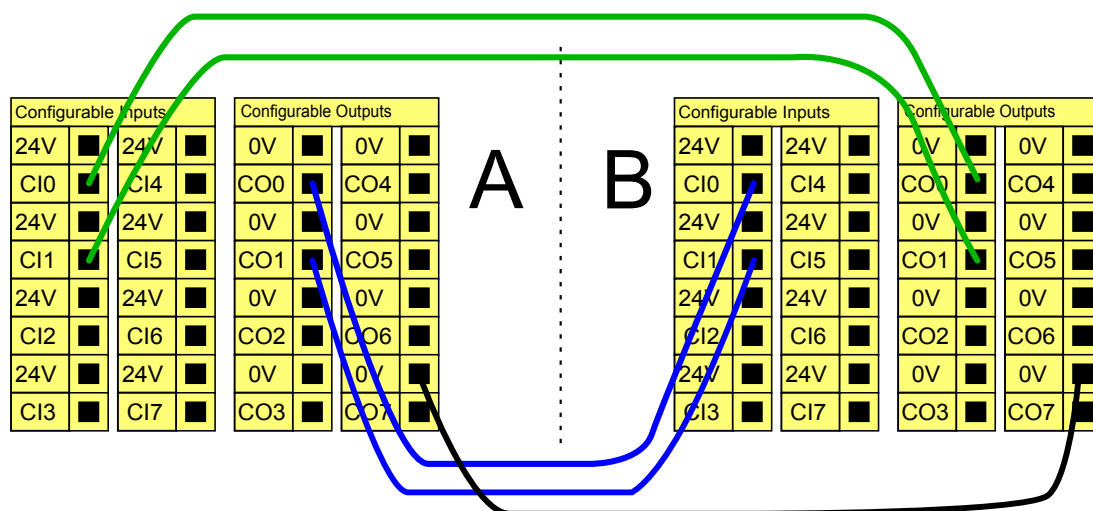 Configurable Inputs
24V 24V
CI0 CI4
24V 24V
CI1 CI5
24V 24V
CI2 CI6
24V 24V
CI3 CI7
Configurable Outputs
0V 0V
CO0 CO4
0V 0V
CO1 CO5
0V 0V
CO2 CO6
0V 0V
CO3 CO7
A
B
Configurable Inputs
24V 24V
CI0 CI4
24V 24V
CI1 CI5
24V 24V
CI2 CI6
24V 24V
CI3 CI7
Configurable Outputs
0V 0V
CO0 CO4
0V 0V
CO1 CO5
0V 0V
CO2 CO6
0V 0V
CO3 CO7